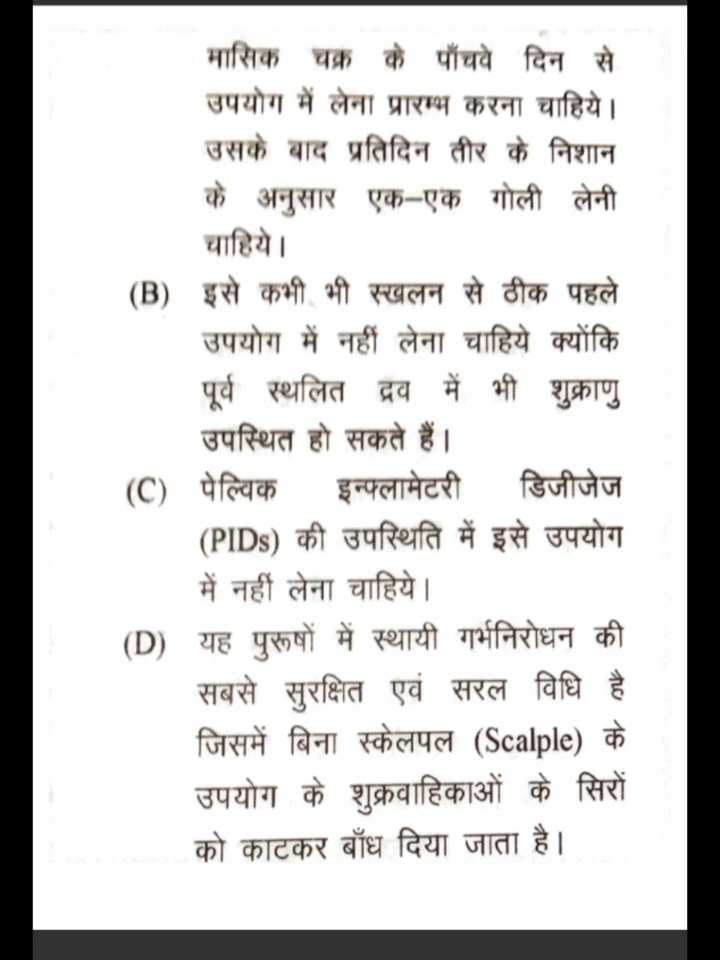 मासिक चक्र के पाँचवे दिन से
उपयोग में लेना प्रारम्भ करना चाहिये।
उसके बाद प्रतिदिन तीर के निशान
के अनुसार एक–एक गोली लेनी
चाहिये।
(B) इसे कभी भी स्खलन से ठीक पहले
उपयोग में नहीं लेना चाहिये क्योंकि
पूर्व स्थलित द्रव में भी शुक्राणु
उपस्थित हो सकते हैं।
(C) पेल्विक इन्फ्लामेटरी डिजीजेज
(PIDs) की उपस्थिति में इसे उपयोग
में नहीं लेना चाहिये।
(D) यह पुरूषों में स्थायी गर्भनिरोधन की
सबसे सुरक्षित एवं सरल विधि है
जिसमें बिना स्केलपल (Scalple) के
उपयोग के शुक्रवाहिकाओं के सिरों
को काटकर बाँध दिया जाता है।